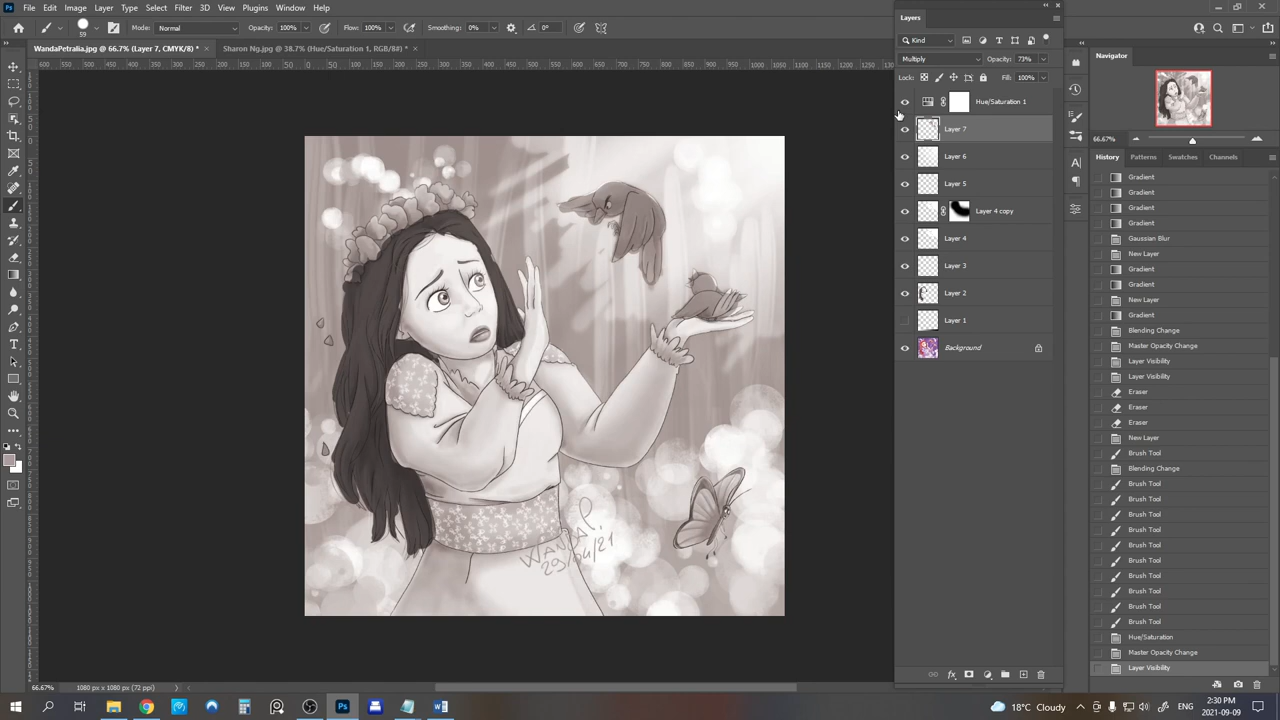 File Edit Image Layer Type Select Filter 3D View Plugins Window Help
59 Mode: Normal Opacity: 100% Flow: 100% Smoothing: 0% 0°
WandaPetralia.jpg @ 66.7% (Layer 7, CMYK/8) * × Sharon Ng.jpg @ 38.7% (Hue/Saturation 1, RGB/8#) * ×
WANDA P.
29/04/21
66.67% 1080 px x 1080 px (72 ppi)
Layers
Kind
Multiply Opacity: 73%
Lock: Fill: 100%
Hue/Saturation 1
Layer 7
Layer 6
Layer 5
Layer 4 copy
Layer 4
Layer 3
Layer 2
Layer 1
Background
Navigator
66.67%
History Patterns Swatches Channels
Gradient
Gradient
Gradient
Gradient
Gaussian Blur
New Layer
Gradient
Gradient
New Layer
Gradient
Blending Change
Master Opacity Change
Layer Visibility
Layer Visibility
Eraser
Eraser
Eraser
New Layer
Brush Tool
Blending Change
Brush Tool
Brush Tool
Brush Tool
Brush Tool
Brush Tool
Brush Tool
Brush Tool
Brush Tool
Brush Tool
Brush Tool
Hue/Saturation
Master Opacity Change
Layer Visibility
18°C Cloudy ENG 2:30 PM
2021-09-09